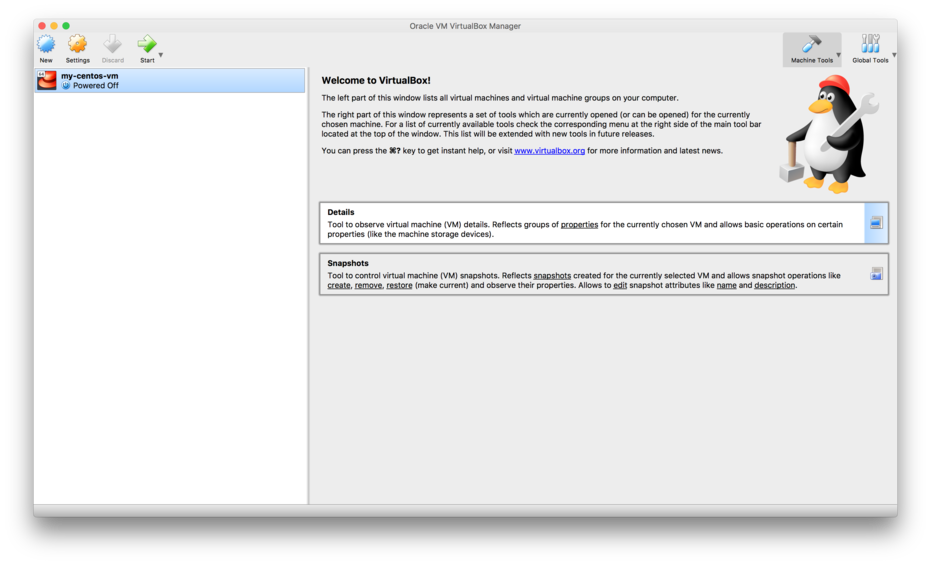 Oracle VM VirtualBox Manager
New Settings Discard Start
Machine Tools Global Tools
64
my-centos-vm
Powered Off
Welcome to VirtualBox!
The left part of this window lists all virtual machines and virtual machine groups on your computer.
The right part of this window represents a set of tools which are currently opened (or can be opened) for the currently
chosen machine. For a list of currently available tools check the corresponding menu at the right side of the main tool bar
located at the top of the window. This list will be extended with new tools in future releases.
You can press the ⌘? key to get instant help, or visit www.virtualbox.org for more information and latest news.
Details
Tool to observe virtual machine (VM) details. Reflects groups of properties for the currently chosen VM and allows basic operations on certain
properties (like the machine storage devices).
Snapshots
Tool to control virtual machine (VM) snapshots. Reflects snapshots created for the currently selected VM and allows snapshot operations like
create, remove, restore (make current) and observe their properties. Allows to edit snapshot attributes like name and description.